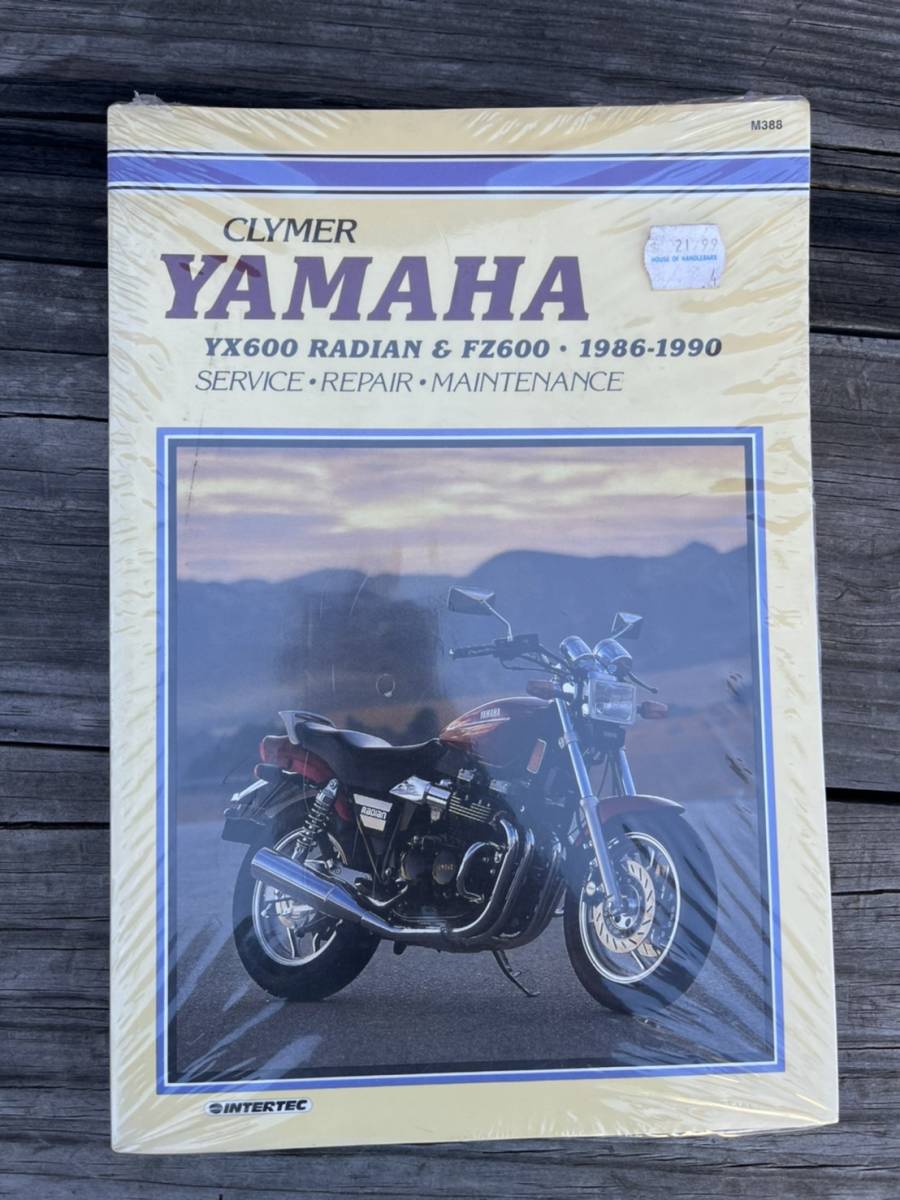 M388
CLYMER
$ 21.99
HOUSE OF HANDLEBARS
4
YAMAHA
YX600 RADIAN & FZ600 • 1986-1990
SERVICE • REPAIR • MAINTENANCE
YAMAHA
Radian
INTERTEC